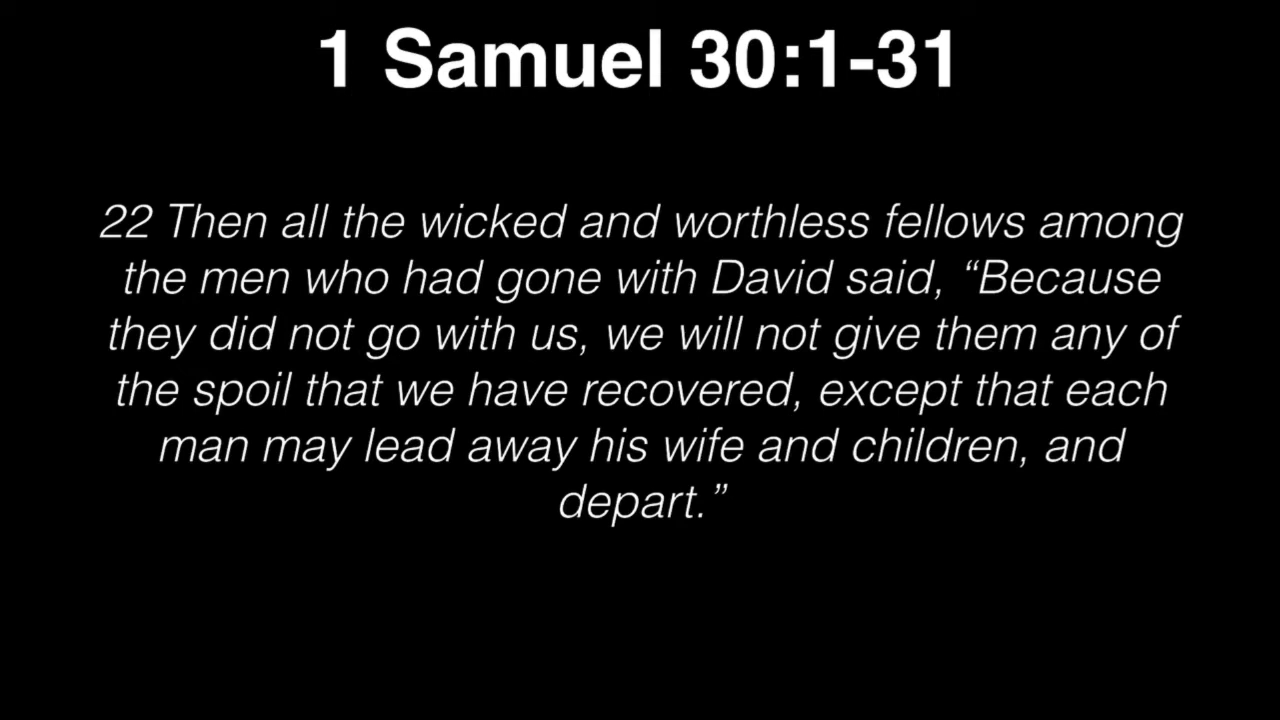 1 Samuel 30:1-31
22 Then all the wicked and worthless fellows among
the men who had gone with David said, “Because
they did not go with us, we will not give them any of
the spoil that we have recovered, except that each
man may lead away his wife and children, and
depart.”